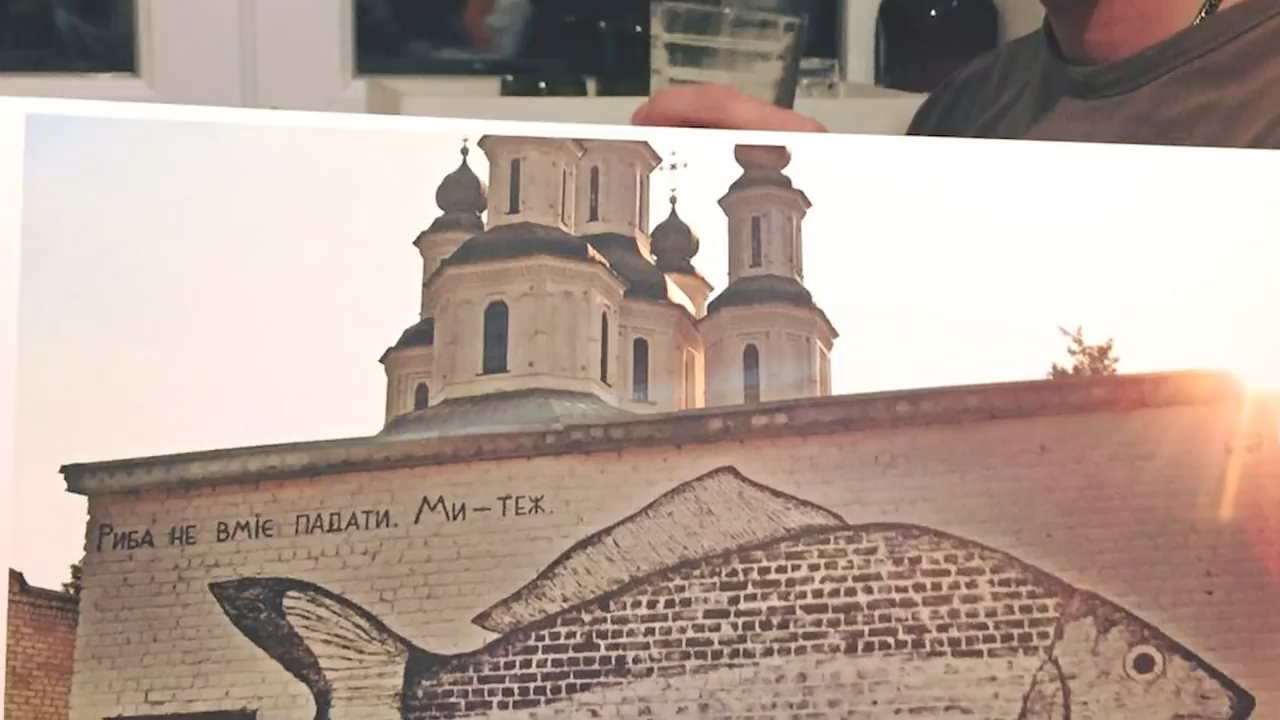 Риба не вміє падати. Ми – теж.